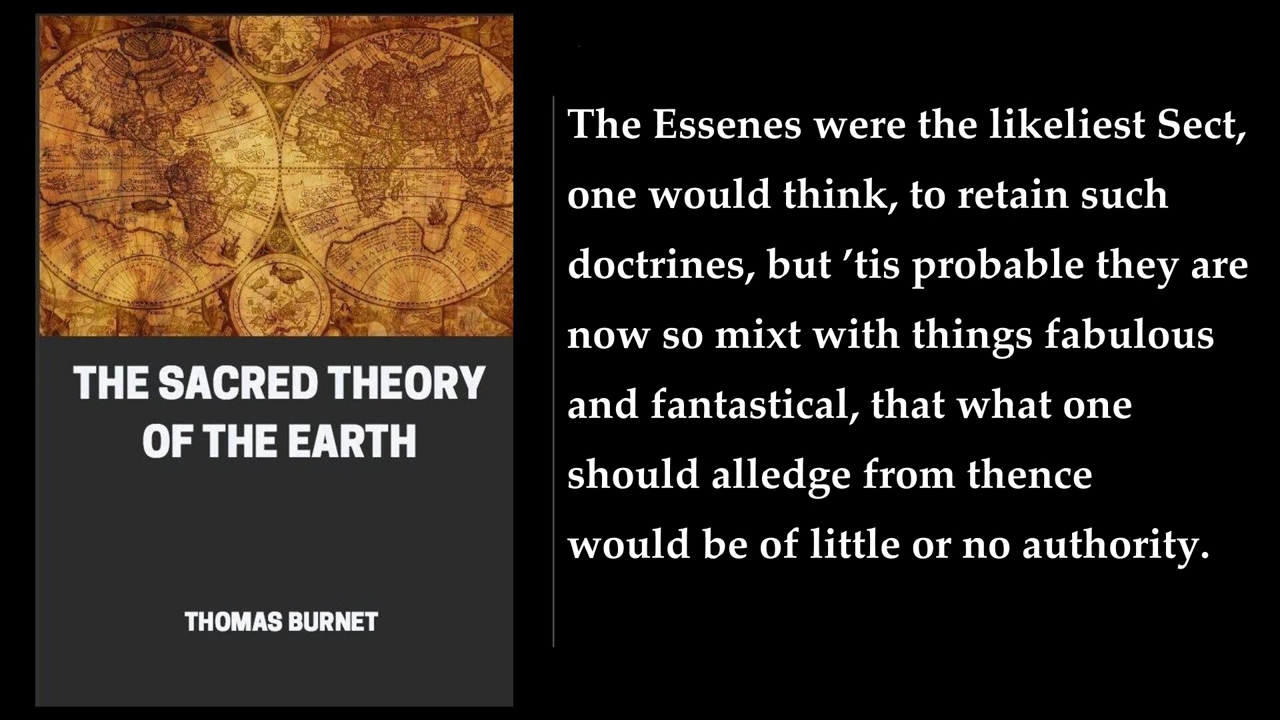 THE SACRED THEORY
OF THE EARTH
THOMAS BURNET
The Essenes were the likeliest Sect,
one would think, to retain such
doctrines, but ’tis probable they are
now so mixt with things fabulous
and fantastical, that what one
should alledge from thence
would be of little or no authority.